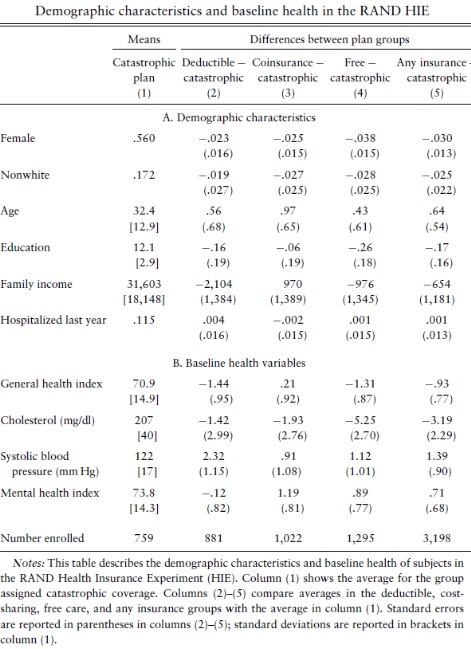 Demographic characteristics and baseline health in the RAND HIE
Means Differences between plan groups
Catastrophic Deductible − Coinsurance − Free − Any insurance −
plan catastrophic catastrophic catastrophic catastrophic
(1) (2) (3) (4) (5)
A. Demographic characteristics
Female .560 −.023 −.025 −.038 −.030
(.016) (.015) (.015) (.013)
Nonwhite .172 −.019 −.027 −.028 −.025
(.027) (.025) (.025) (.022)
Age 32.4 .56 .97 .43 .64
[12.9] (.68) (.65) (.61) (.54)
Education 12.1 −.16 −.06 −.26 −.17
[2.9] (.19) (.19) (.18) (.16)
Family income 31,603 −2,104 970 −976 −654
[18,148] (1,384) (1,389) (1,345) (1,181)
Hospitalized last year .115 .004 −.002 .001 .001
(.016) (.015) (.015) (.013)
B. Baseline health variables
General health index 70.9 −1.44 .21 −1.31 −.93
[14.9] (.95) (.92) (.87) (.77)
Cholesterol (mg/dl) 207 −1.42 −1.93 −5.25 −3.19
[40] (2.99) (2.76) (2.70) (2.29)
Systolic blood 122 2.32 .91 1.12 1.39
pressure (mm Hg) [17] (1.15) (1.08) (1.01) (.90)
Mental health index 73.8 −.12 1.19 .89 .71
[14.3] (.82) (.81) (.77) (.68)
Number enrolled 759 881 1,022 1,295 3,198
Notes: This table describes the demographic characteristics and baseline health of subjects in
the RAND Health Insurance Experiment (HIE). Column (1) shows the average for the group
assigned catastrophic coverage. Columns (2)–(5) compare averages in the deductible, cost-
sharing, free care, and any insurance groups with the average in column (1). Standard errors
are reported in parentheses in columns (2)–(5); standard deviations are reported in brackets in
column (1).